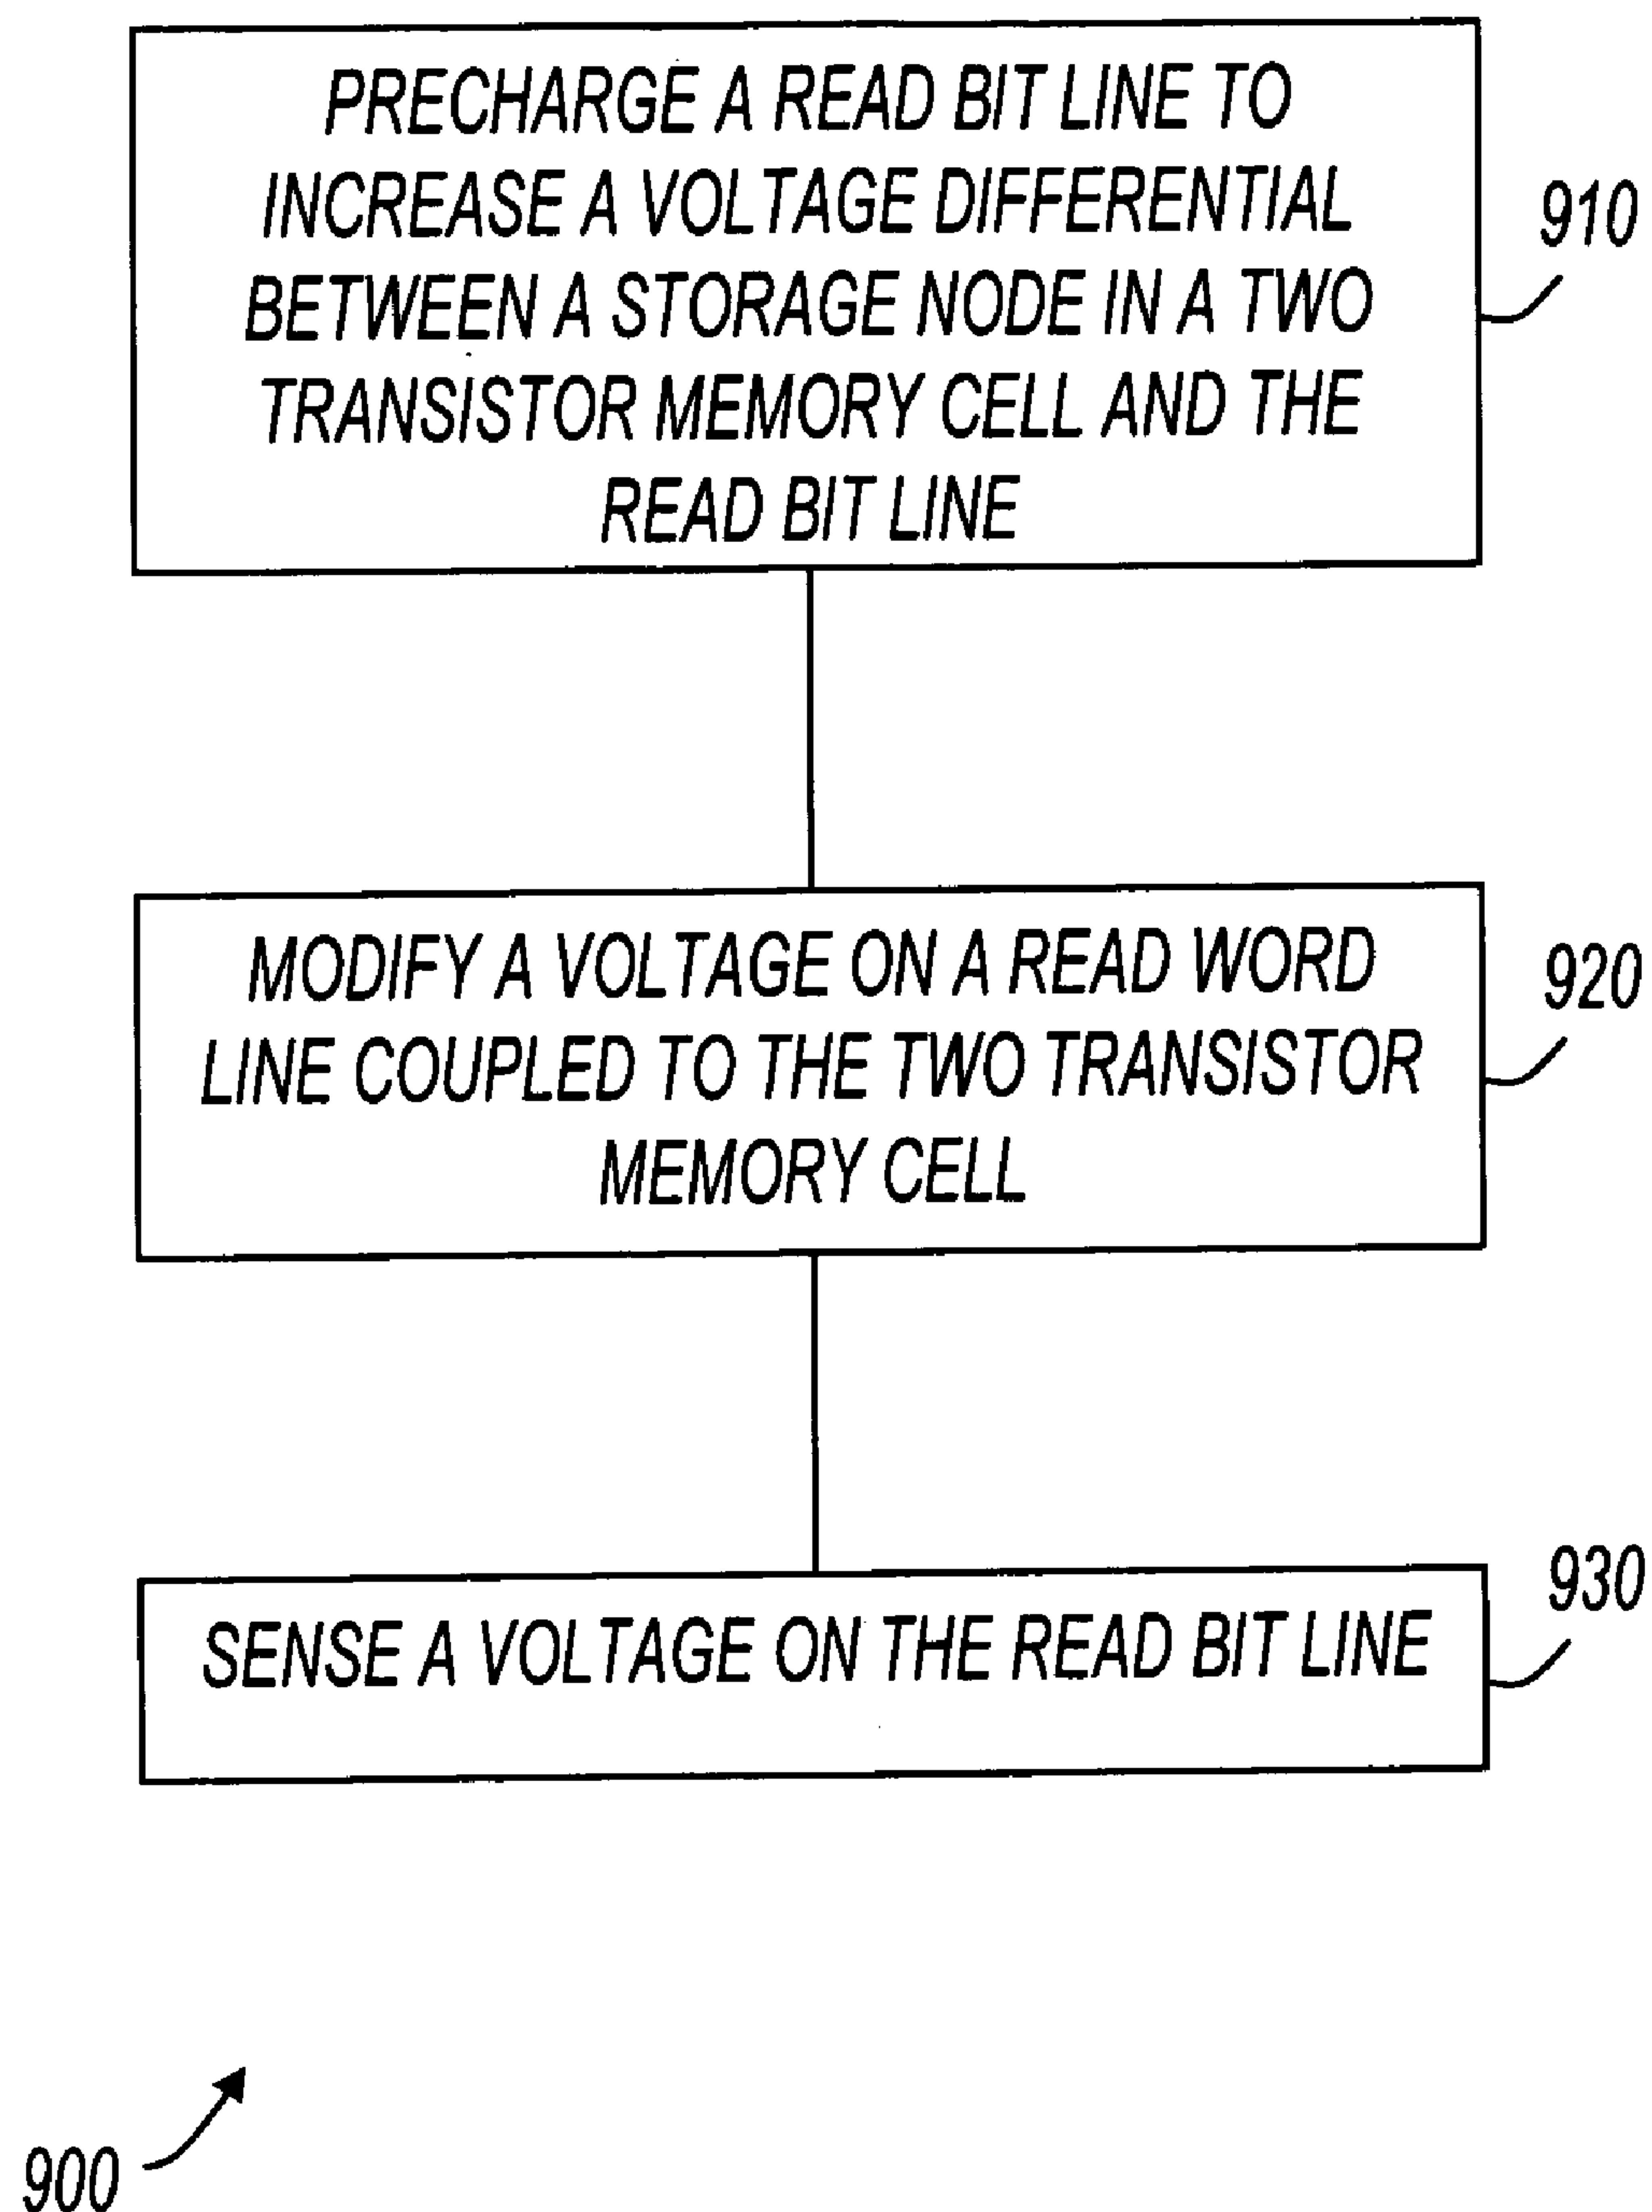 PRECHARGE A READ BIT LINE TO
INCREASE A VOLTAGE DIFFERENTIAL
BETWEEN A STORAGE NODE IN A TWO
TRANSISTOR MEMORY CELL AND THE
READ BIT LINE
910
MODIFY A VOLTAGE ON A READ WORD
LINE COUPLED TO THE TWO TRANSISTOR
MEMORY CELL
920
SENSE A VOLTAGE ON THE READ BIT LINE
930
900